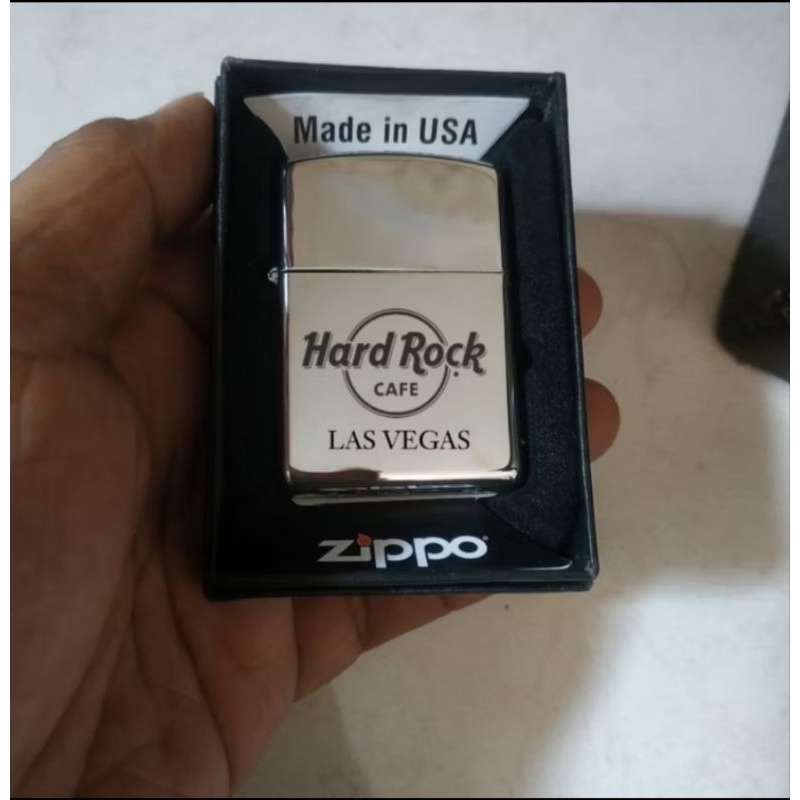 Made in USA
Hard Rock
CAFE
LAS VEGAS
zippo